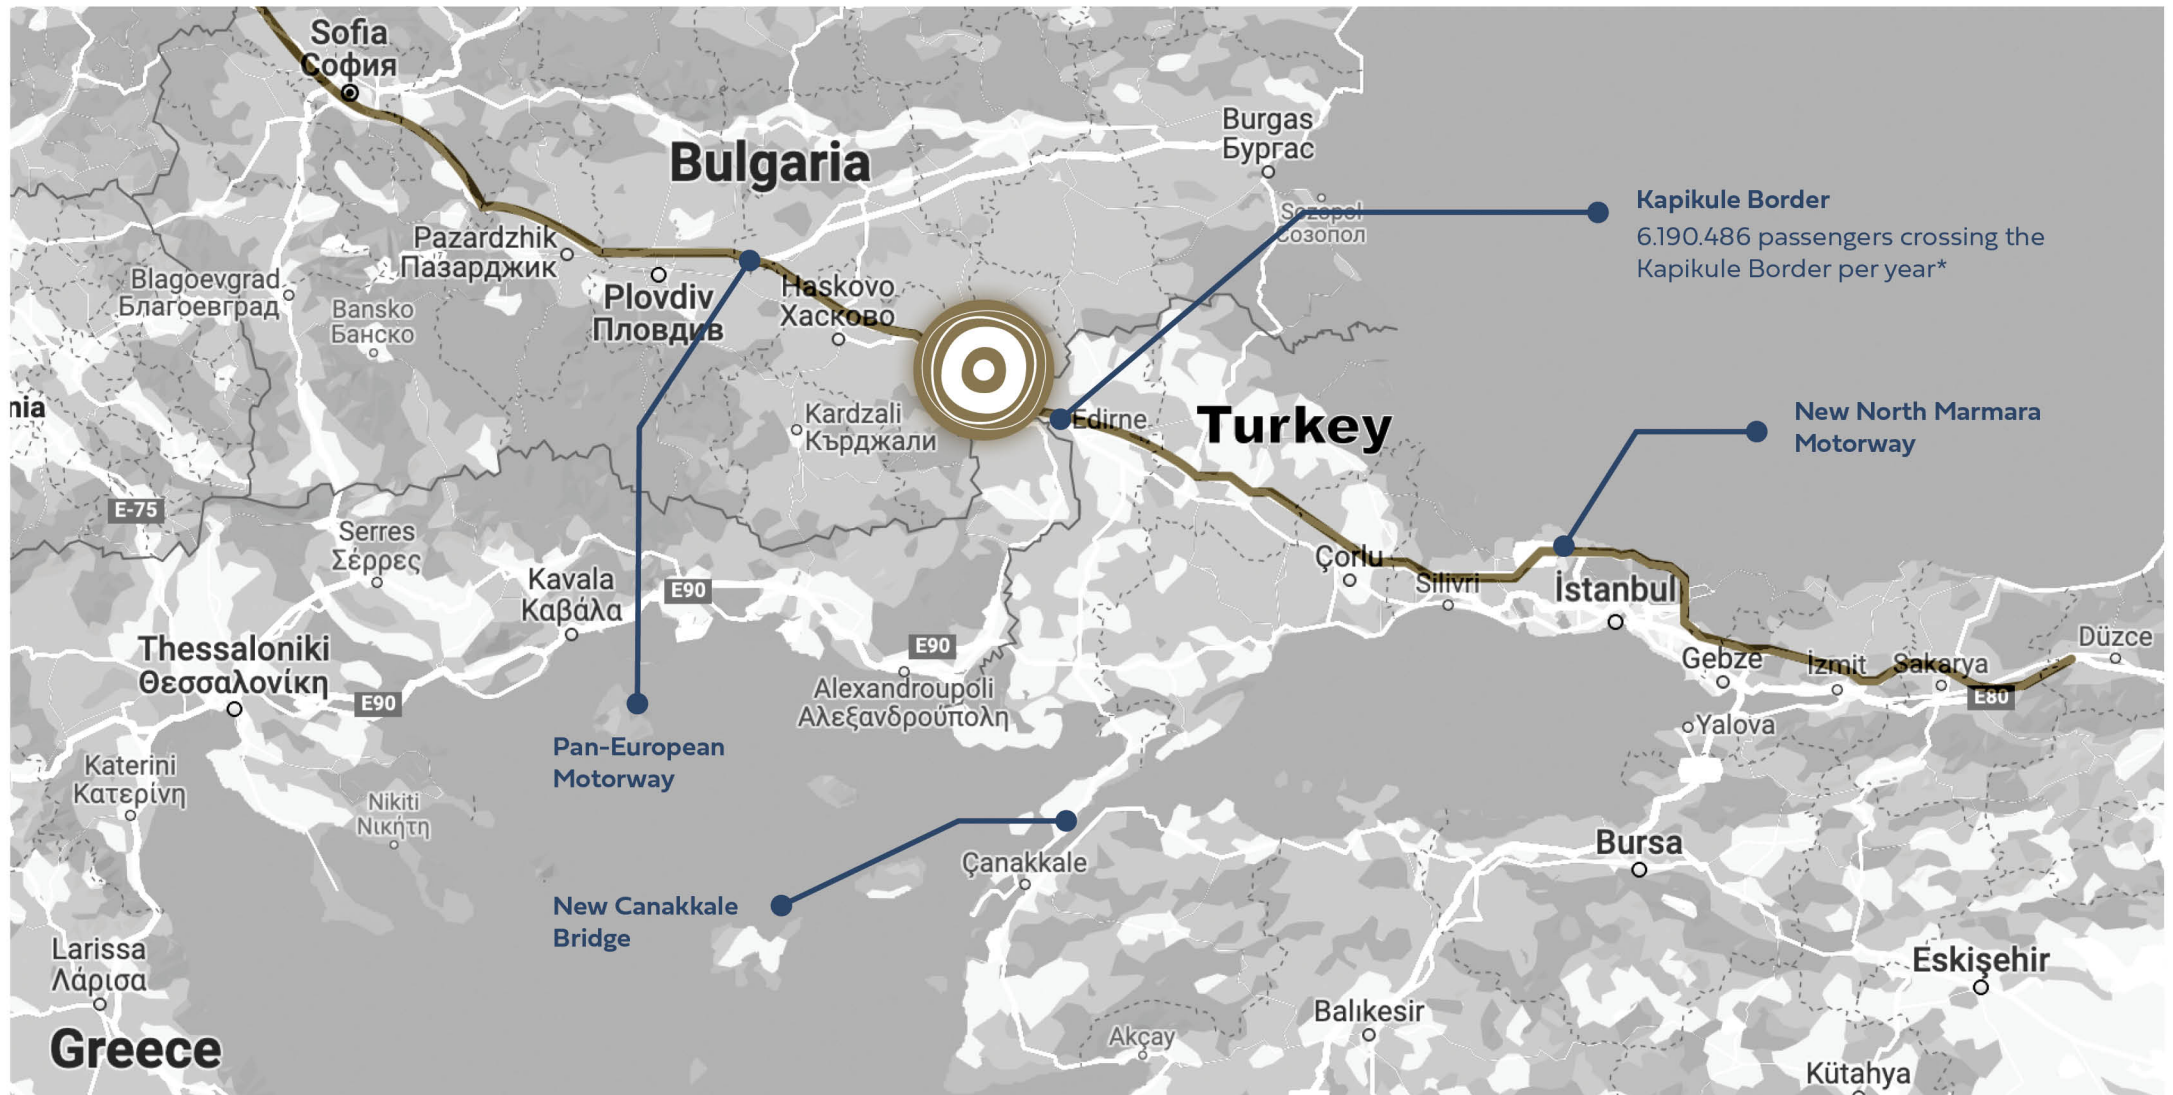 Sofia
София
Burgas
Бургас
Bulgaria
Kapikule Border
6.190.486 passengers crossing the
Kapikule Border per year*
Sozopol
Созопол
Pazardzhik
Пазарджик
Blagoevgrad
Благоевград
Bansko
Банско
Plovdiv
Пловдив
Haskovo
Хасково
nia
Kardzali
Кърджали
Edirne
Turkey
New North Marmara
Motorway
E-75
Serres
Σέρρες
Kavala
Καβάλα
E90
Çorlu
Silivri
İstanbul
Thessaloniki
Θεσσαλονίκη
E90
E90
Alexandroupoli
Αλεξανδρούπολη
Gebze
İzmit
Sakarya
Düzce
E80
Yalova
Pan-European
Motorway
Katerini
Κατερίνη
Nikiti
Νικήτη
Çanakkale
Bursa
New Canakkale
Bridge
Larissa
Λάρισα
Eskişehir
Greece
Balıkesir
Akçay
Kütahya